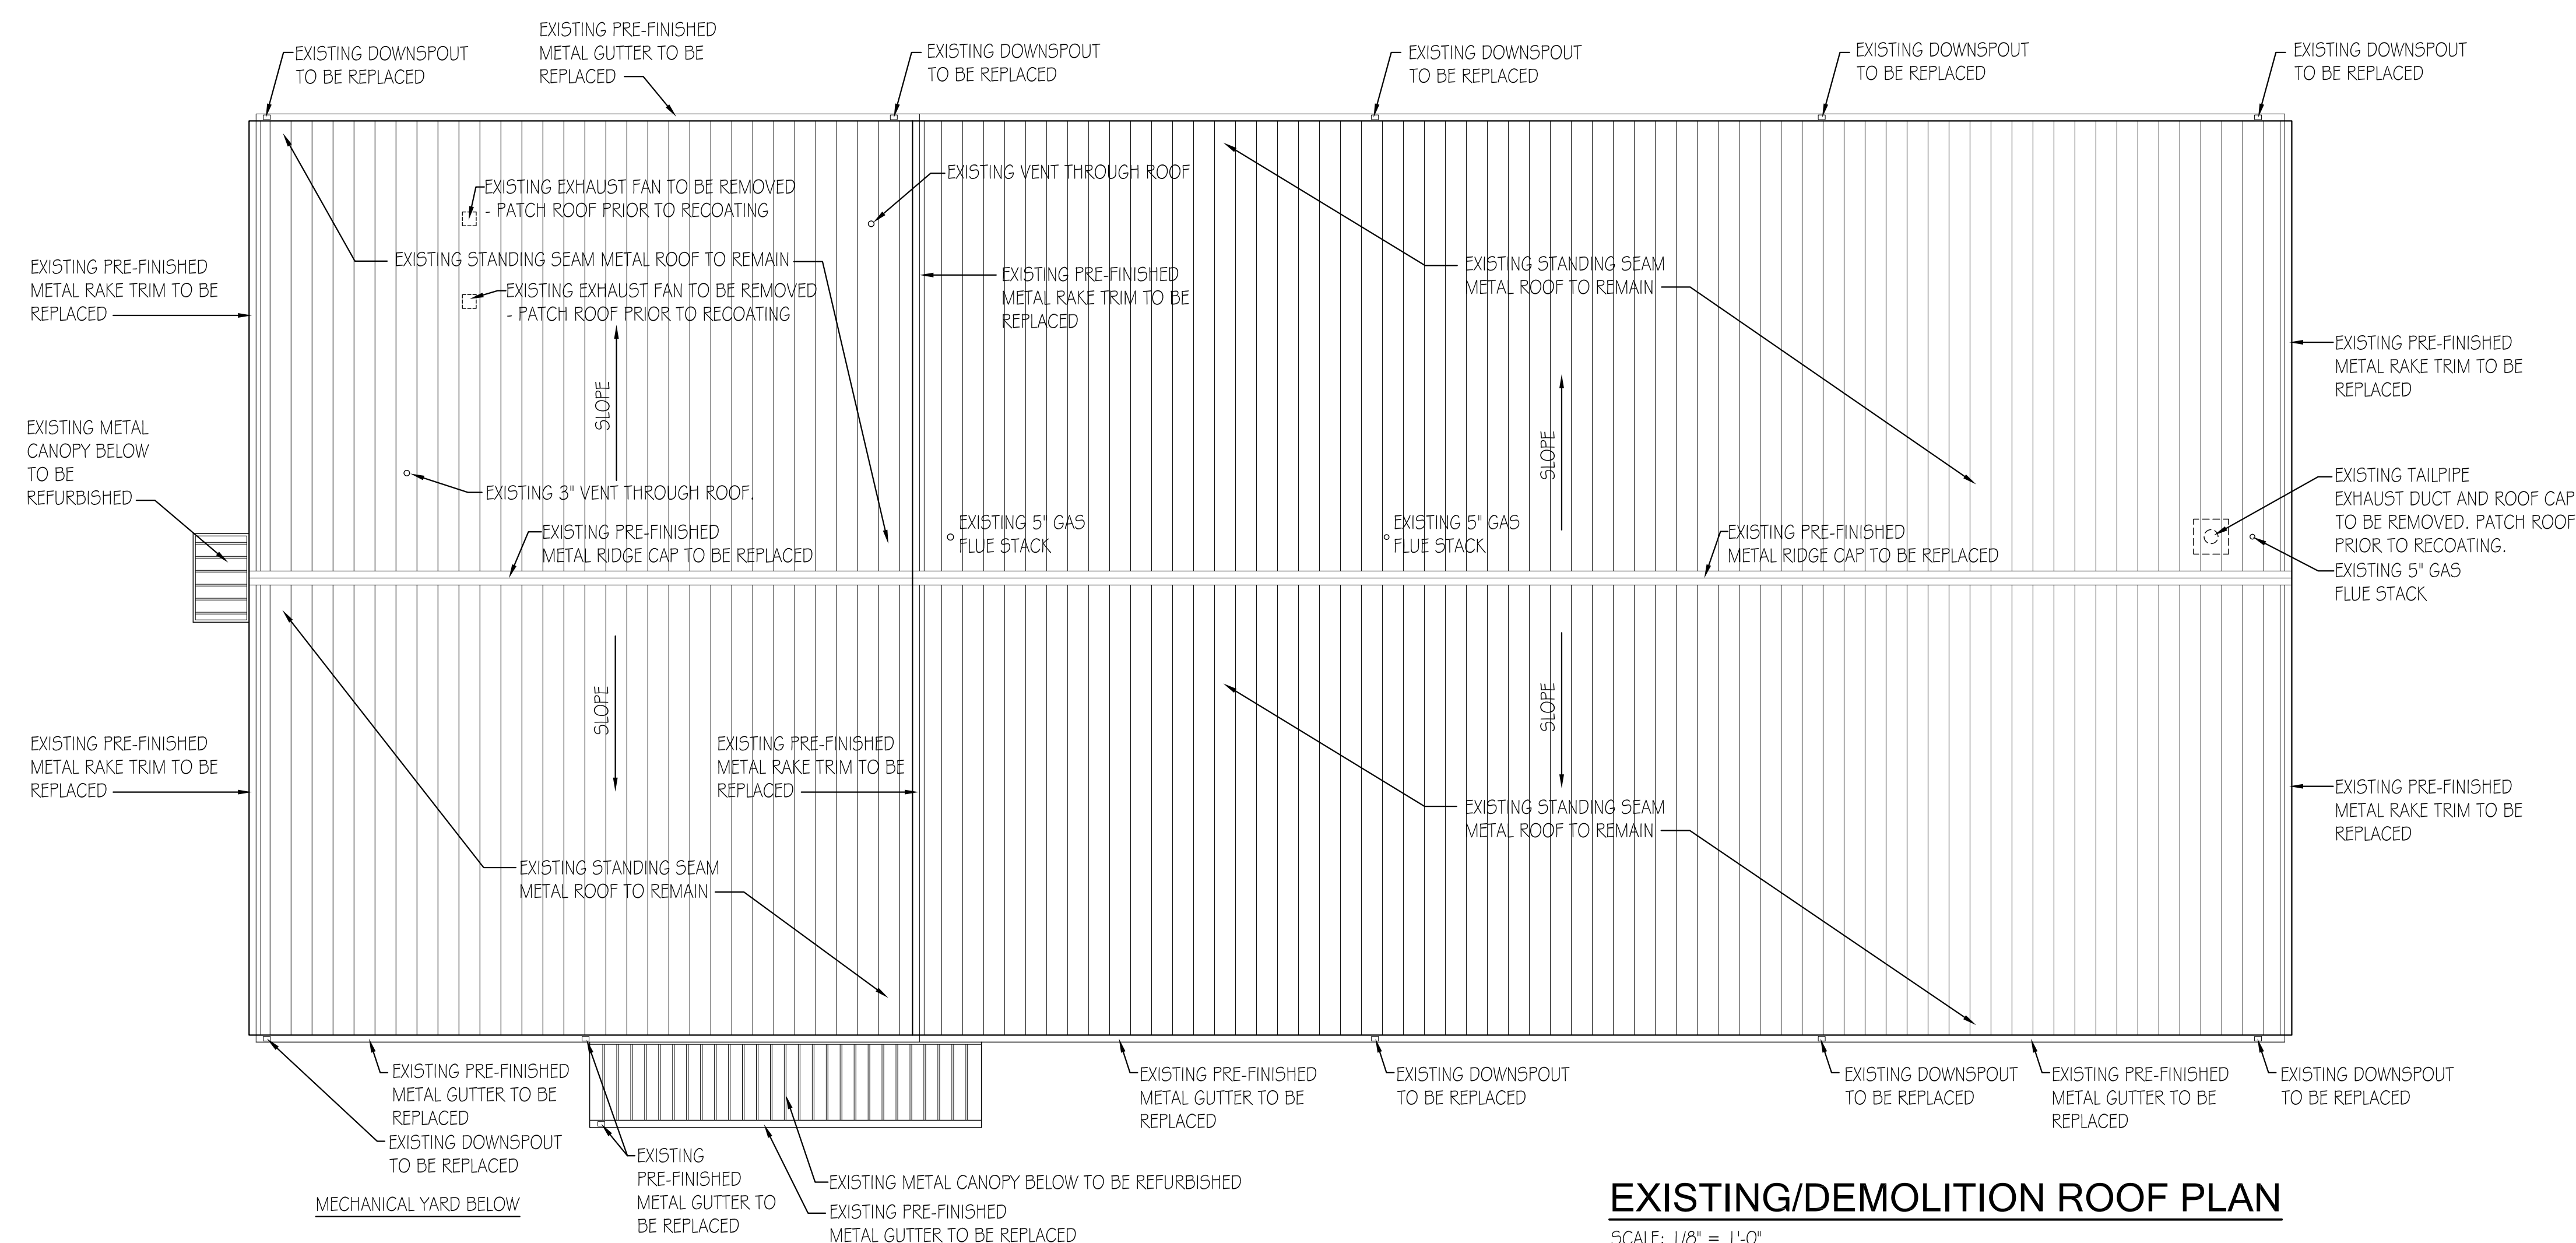 EXISTING PRE-FINISHED
METAL GUTTER TO BE
REPLACED
EXISTING DOWNSPOUT
TO BE REPLACED
EXISTING DOWNSPOUT
TO BE REPLACED
EXISTING DOWNSPOUT
TO BE REPLACED
EXISTING DOWNSPOUT
TO BE REPLACED
EXISTING DOWNSPOUT
TO BE REPLACED
EXISTING VENT THROUGH ROOF
EXISTING EXHAUST FAN TO BE REMOVED
- PATCH ROOF PRIOR TO RECOATING
EXISTING STANDING SEAM METAL ROOF TO REMAIN
EXISTING EXHAUST FAN TO BE REMOVED
- PATCH ROOF PRIOR TO RECOATING
EXISTING PRE-FINISHED
METAL RAKE TRIM TO BE
REPLACED
EXISTING PRE-FINISHED
METAL RAKE TRIM TO BE
REPLACED
EXISTING STANDING SEAM
METAL ROOF TO REMAIN
EXISTING PRE-FINISHED
METAL RAKE TRIM TO BE
REPLACED
SLOPE
SLOPE
EXISTING METAL
CANOPY BELOW
TO BE
REFURBISHED
EXISTING 3" VENT THROUGH ROOF.
EXISTING PRE-FINISHED
METAL RIDGE CAP TO BE REPLACED
EXISTING 5" GAS
FLUE STACK
EXISTING 5" GAS
FLUE STACK
EXISTING PRE-FINISHED
METAL RIDGE CAP TO BE REPLACED
EXISTING TAILPIPE
EXHAUST DUCT AND ROOF CAP
TO BE REMOVED. PATCH ROOF
PRIOR TO RECOATING.
EXISTING 5" GAS
FLUE STACK
SLOPE
SLOPE
EXISTING PRE-FINISHED
METAL RAKE TRIM TO BE
REPLACED
EXISTING PRE-FINISHED
METAL RAKE TRIM TO BE
REPLACED
EXISTING STANDING SEAM
METAL ROOF TO REMAIN
EXISTING PRE-FINISHED
METAL RAKE TRIM TO BE
REPLACED
EXISTING STANDING SEAM
METAL ROOF TO REMAIN
EXISTING PRE-FINISHED
METAL GUTTER TO BE
REPLACED
EXISTING DOWNSPOUT
TO BE REPLACED
MECHANICAL YARD BELOW
EXISTING
PRE-FINISHED
METAL GUTTER TO
BE REPLACED
EXISTING METAL CANOPY BELOW TO BE REFURBISHED
EXISTING PRE-FINISHED
METAL GUTTER TO BE REPLACED
EXISTING PRE-FINISHED
METAL GUTTER TO BE
REPLACED
EXISTING DOWNSPOUT
TO BE REPLACED
EXISTING DOWNSPOUT
TO BE REPLACED
EXISTING PRE-FINISHED
METAL GUTTER TO BE
REPLACED
EXISTING DOWNSPOUT
TO BE REPLACED
EXISTING/DEMOLITION ROOF PLAN
SCALE: 1/8" = 1'-0"